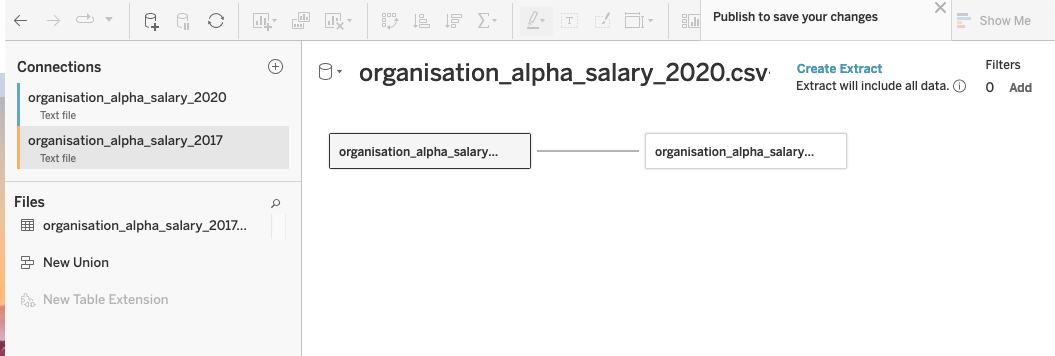 Publish to save your changes
Show Me
Connections
organisation_alpha_salary_2020
Text file
organisation_alpha_salary_2017
Text file
Files
organisation_alpha_salary_2017...
New Union
New Table Extension
organisation_alpha_salary_2020.csv
Create Extract
Extract will include all data.
Filters
0 Add
organisation_alpha_salary...
organisation_alpha_salary...